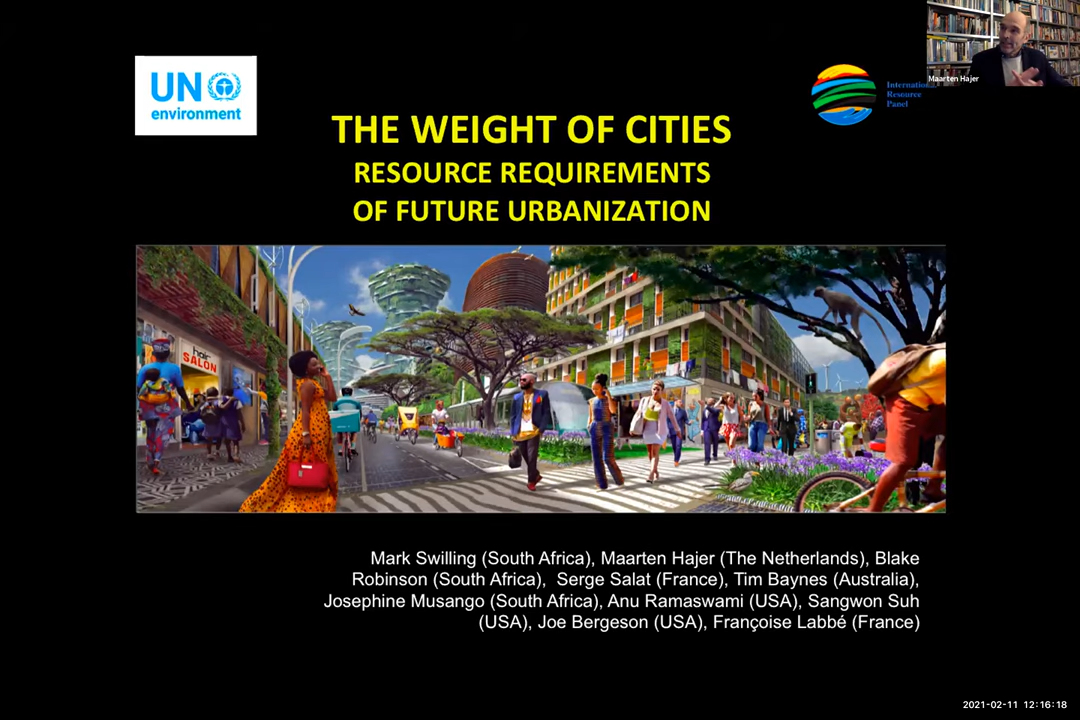 Maarten Hajer
UN
environment
International
Resource
Panel
THE WEIGHT OF CITIES
RESOURCE REQUIREMENTS
OF FUTURE URBANIZATION
hair
SALON
Mark Swilling (South Africa), Maarten Hajer (The Netherlands), Blake
Robinson (South Africa), Serge Salat (France), Tim Baynes (Australia),
Josephine Musango (South Africa), Anu Ramaswami (USA), Sangwon Suh
(USA), Joe Bergeson (USA), Françoise Labbé (France)
2021-02-11 12:16:18